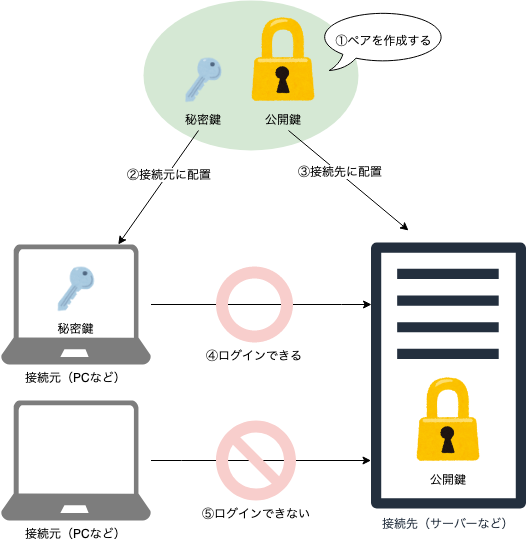 ①ペアを作成する
秘密鍵
公開鍵
②接続元に配置
③接続先に配置
秘密鍵
④ログインできる
接続元（PCなど）
公開鍵
⑤ログインできない
接続先（サーバーなど）
接続元（PCなど）